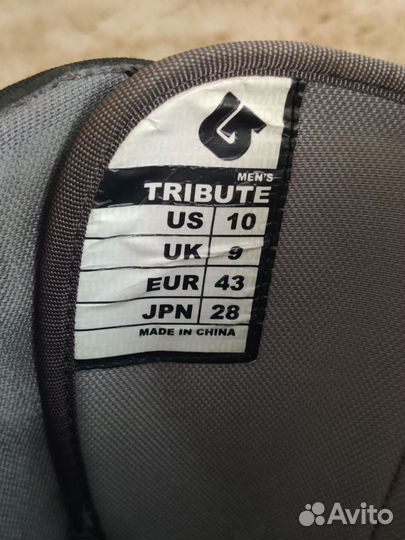 MEN'S
TRIBUTE
US 10
UK 9
EUR 43
JPN 28
MADE IN CHINA
Avito